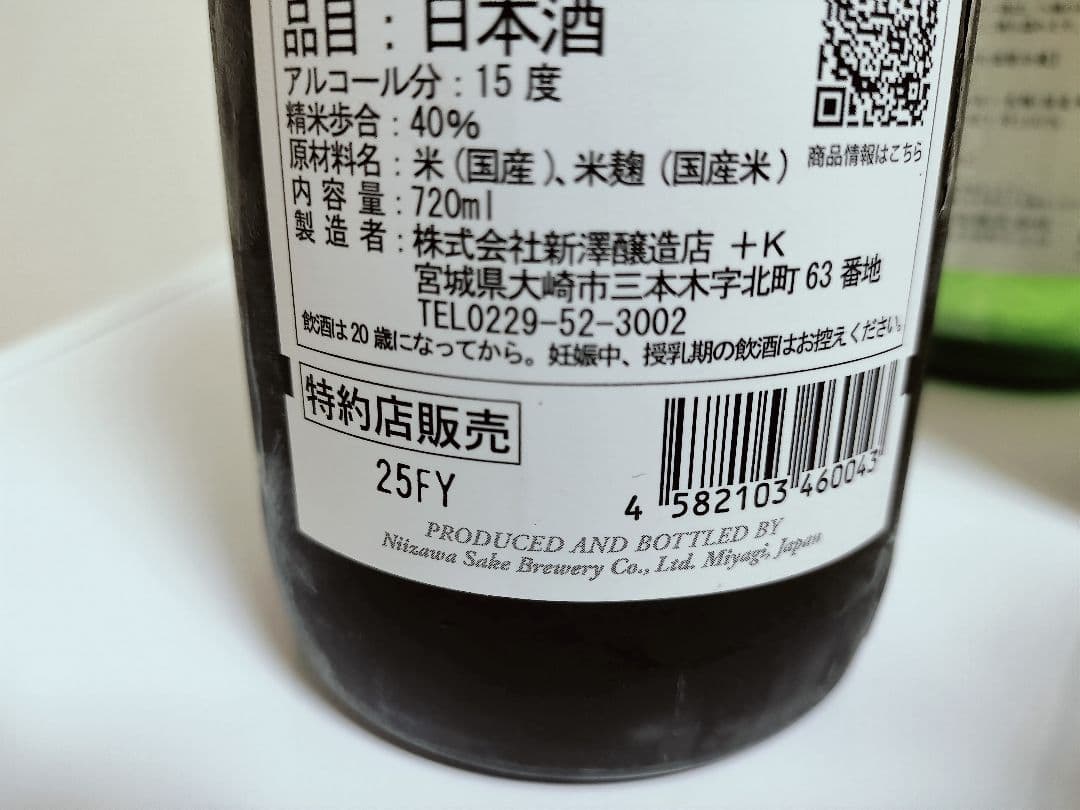 品目：日本酒
アルコール分：15度
精米歩合：40%
原材料名：米（国産）、米麹（国産米）
内容量：720ml
製造者：株式会社新澤醸造店 +K
宮城県大崎市三本木字北町63番地
TEL0229-52-3002
飲酒は20歳になってから。妊娠中、授乳期の飲酒はお控えください。
商品情報はこちら
特約店販売
25FY
4 582103 460043
PRODUCED AND BOTTLED BY
Niizawa Sake Brewery Co., Ltd. Miyagi, Japan